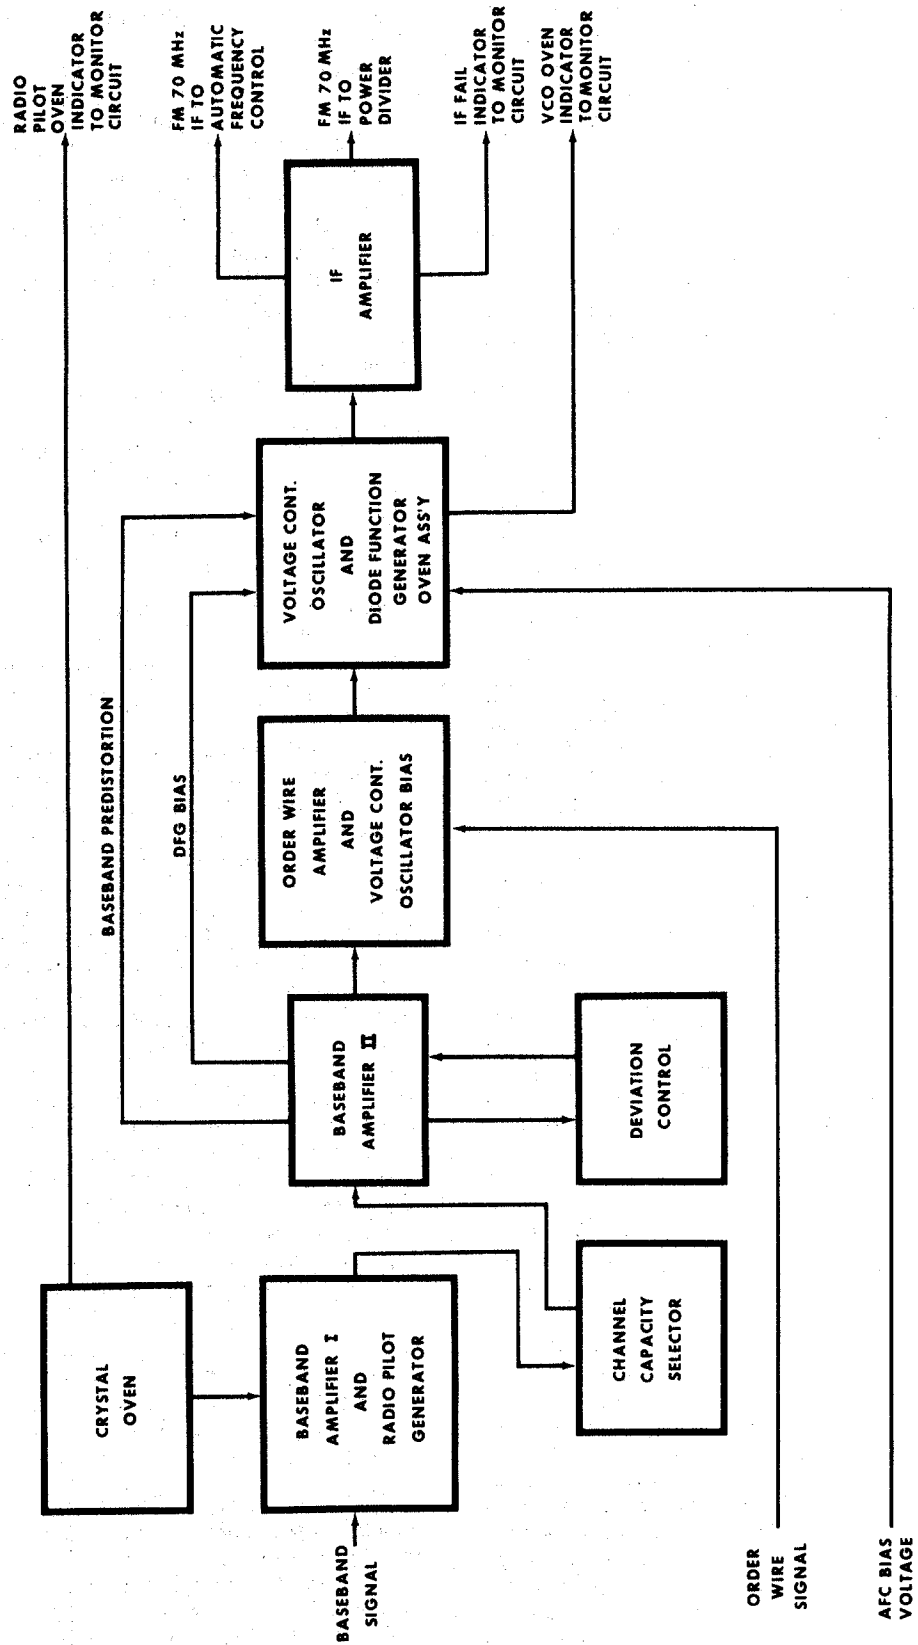 RADIO
PILOT
OVEN
INDICATOR
TO MONITOR
CIRCUIT
FM 70 MHz
IF TO
AUTOMATIC
FREQUENCY
CONTROL
FM 70 MHz
IF TO
POWER
DIVIDER
IF FAIL
INDICATOR
TO MONITOR
CIRCUIT
VCO OVEN
INDICATOR
TO MONITOR
CIRCUIT
BASEBAND PREDISTORTION
DFG BIAS
CRYSTAL
OVEN
BASEBAND
SIGNAL
BASEBAND
AMPLIFIER I
AND
RADIO PILOT
GENERATOR
BASEBAND
AMPLIFIER II
ORDER WIRE
AMPLIFIER
AND
VOLTAGE CONT.
OSCILLATOR BIAS
VOLTAGE CONT.
OSCILLATOR
AND
DIODE FUNCTION
GENERATOR
OVEN ASS'Y
IF
AMPLIFIER
CHANNEL
CAPACITY
SELECTOR
DEVIATION
CONTROL
ORDER
WIRE
SIGNAL
AFC BIAS
VOLTAGE